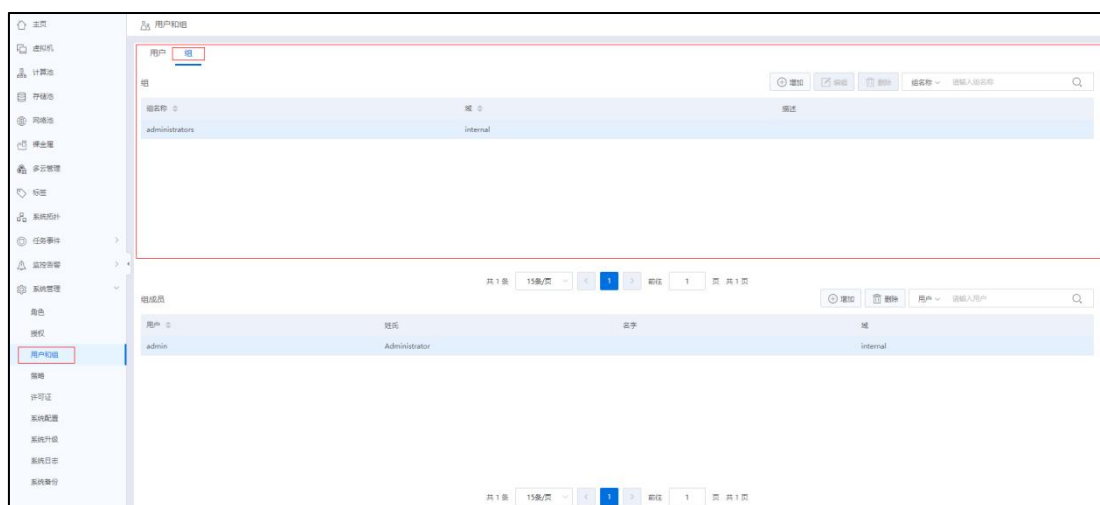 主页
虚拟机
计算池
存储池
网络池
裸金属
多云管理
标签
系统拓扑
任务事件
监控告警
系统管理
角色
授权
用户和组
策略
许可证
系统配置
系统升级
系统日志
系统备份
用户和组
用户 组
组 增加 编辑 删除 组名称 请输入组名称
组名称 域 描述
administrators internal
共 1 条 15条/页 < 1 > 前往 1 页 共 1 页
组成员 增加 删除 用户 请输入用户
用户 姓氏 名字 域
admin Administrator internal
共 1 条 15条/页 < 1 > 前往 1 页 共 1 页